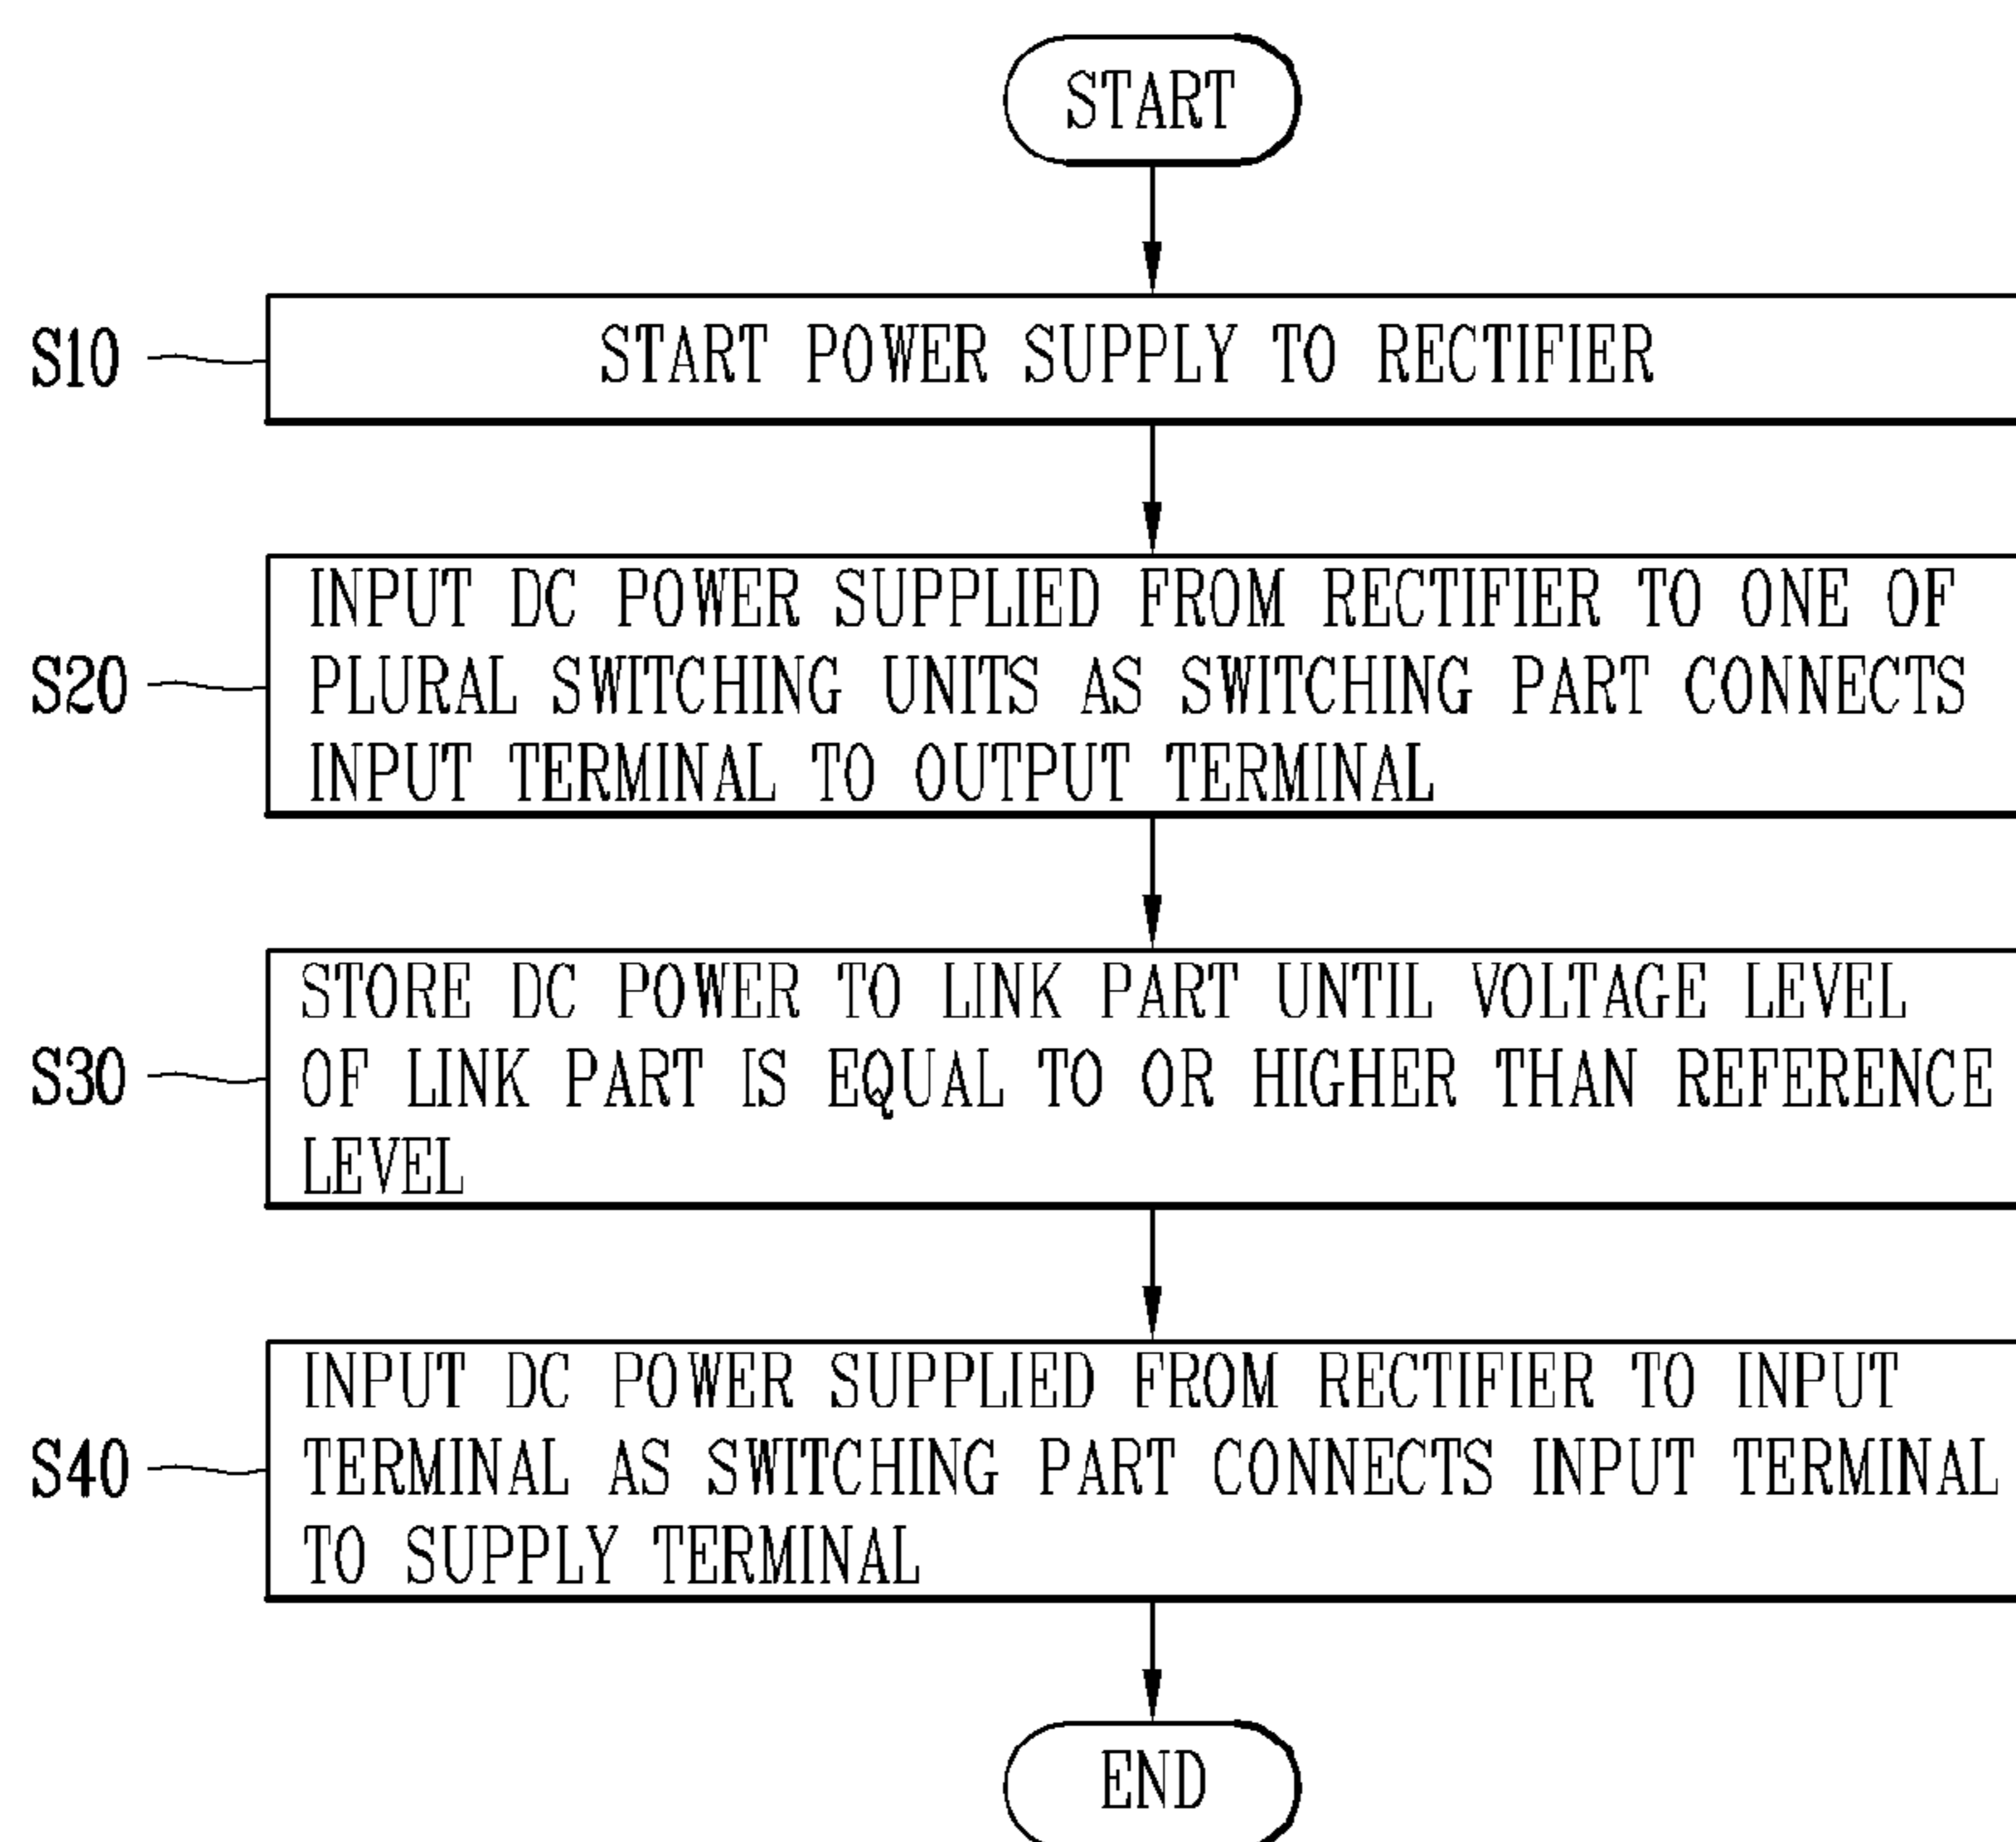 START
S10
START POWER SUPPLY TO RECTIFIER
S20
INPUT DC POWER SUPPLIED FROM RECTIFIER TO ONE OF
PLURAL SWITCHING UNITS AS SWITCHING PART CONNECTS
INPUT TERMINAL TO OUTPUT TERMINAL
S30
STORE DC POWER TO LINK PART UNTIL VOLTAGE LEVEL
OF LINK PART IS EQUAL TO OR HIGHER THAN REFERENCE
LEVEL
S40
INPUT DC POWER SUPPLIED FROM RECTIFIER TO INPUT
TERMINAL AS SWITCHING PART CONNECTS INPUT TERMINAL
TO SUPPLY TERMINAL
END